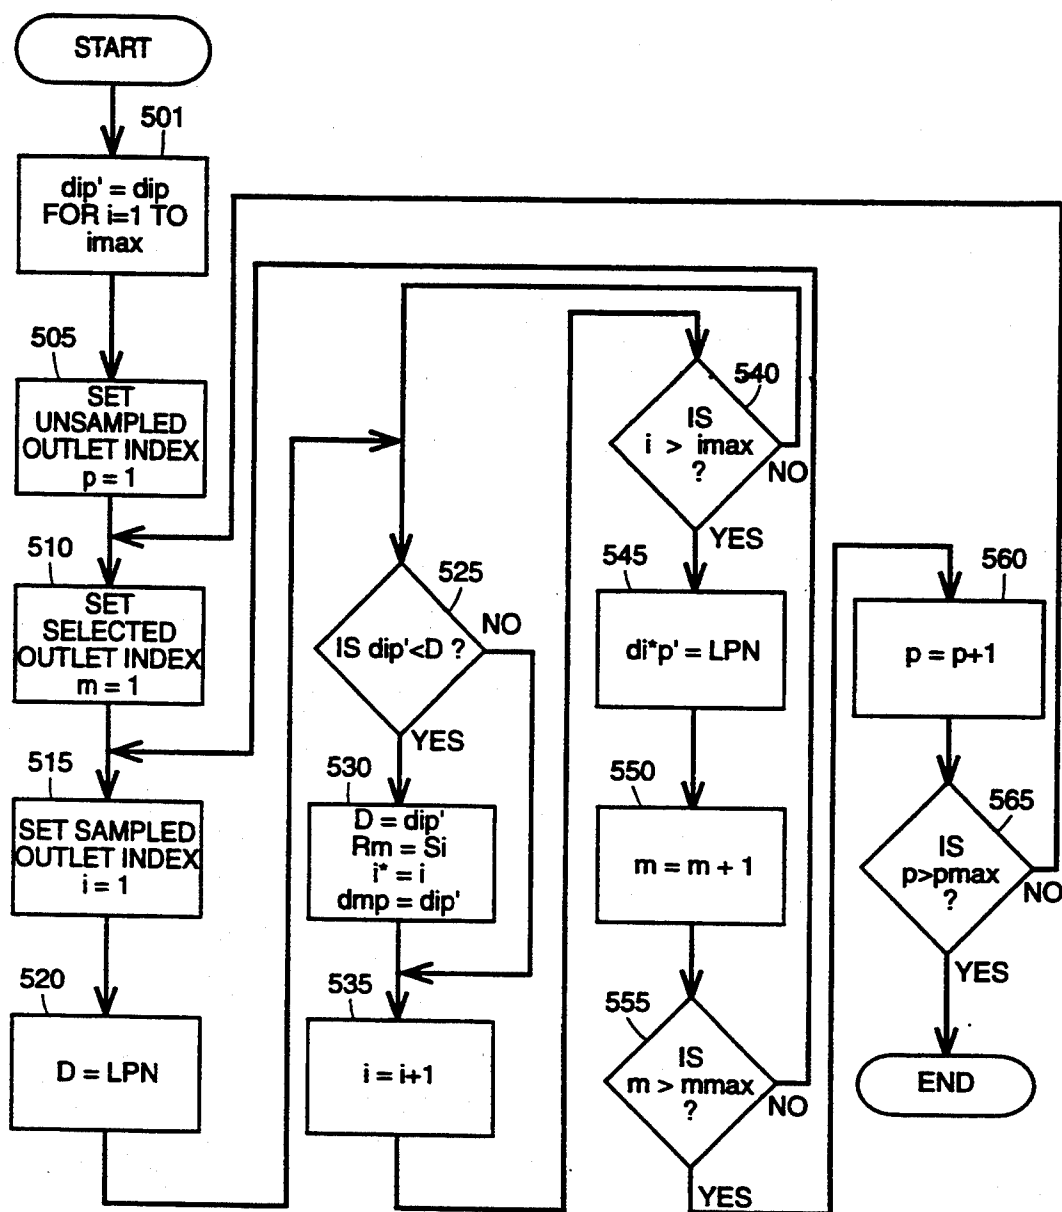 START
501
dip' = dip
FOR i=1 TO
imax
505
SET
UNSAMPLED
OUTLET INDEX
p = 1
510
SET
SELECTED
OUTLET INDEX
m = 1
515
SET SAMPLED
OUTLET INDEX
i = 1
520
D = LPN
525
IS dip'<D ?
NO
YES
530
D = dip'
Rm = Si
i* = i
dmp = dip'
535
i = i+1
540
IS
i > imax
?
NO
YES
545
di*p' = LPN
550
m = m + 1
555
IS
m > mmax
?
NO
YES
560
p = p+1
565
IS
p>pmax
?
NO
YES
END